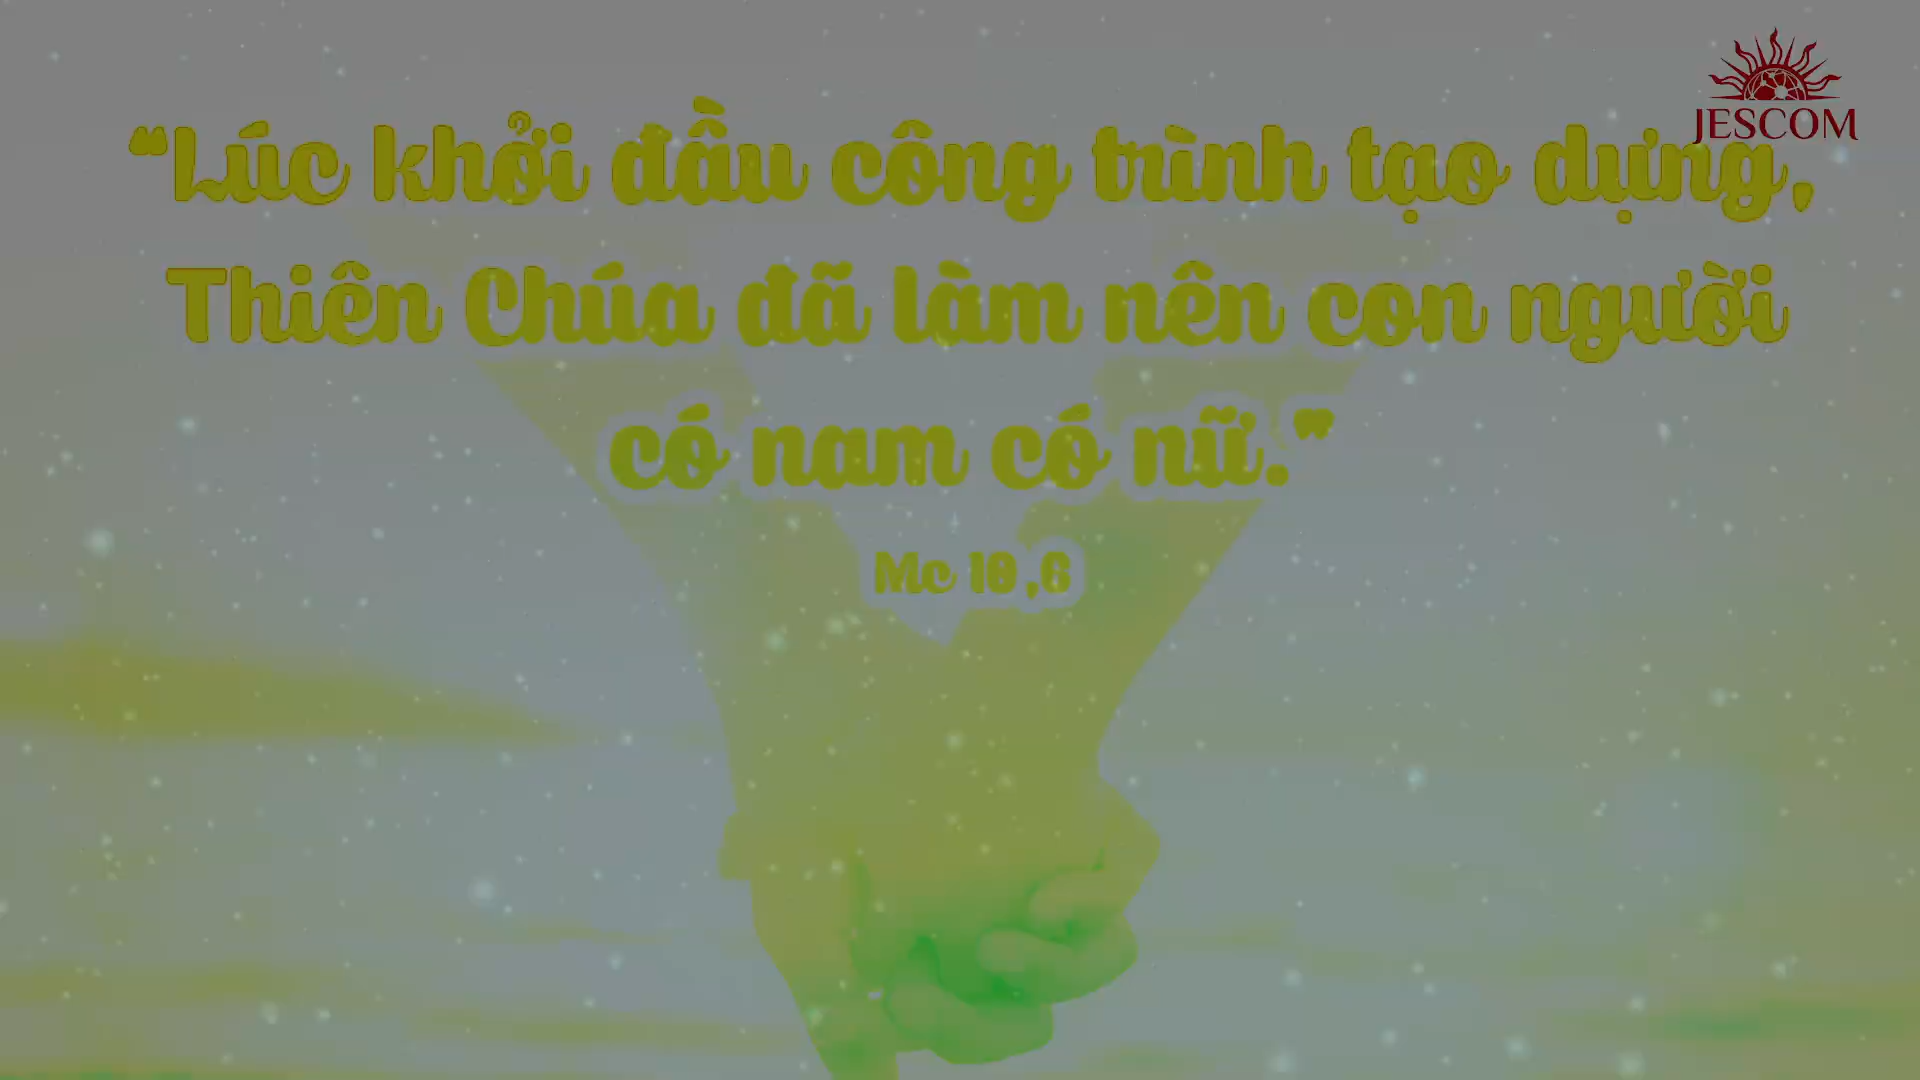 JESCOM
“Lúc khởi đầu công trình tạo dựng,
Thiên Chúa đã làm nên con người
có nam có nữ.”
Mc 10,6